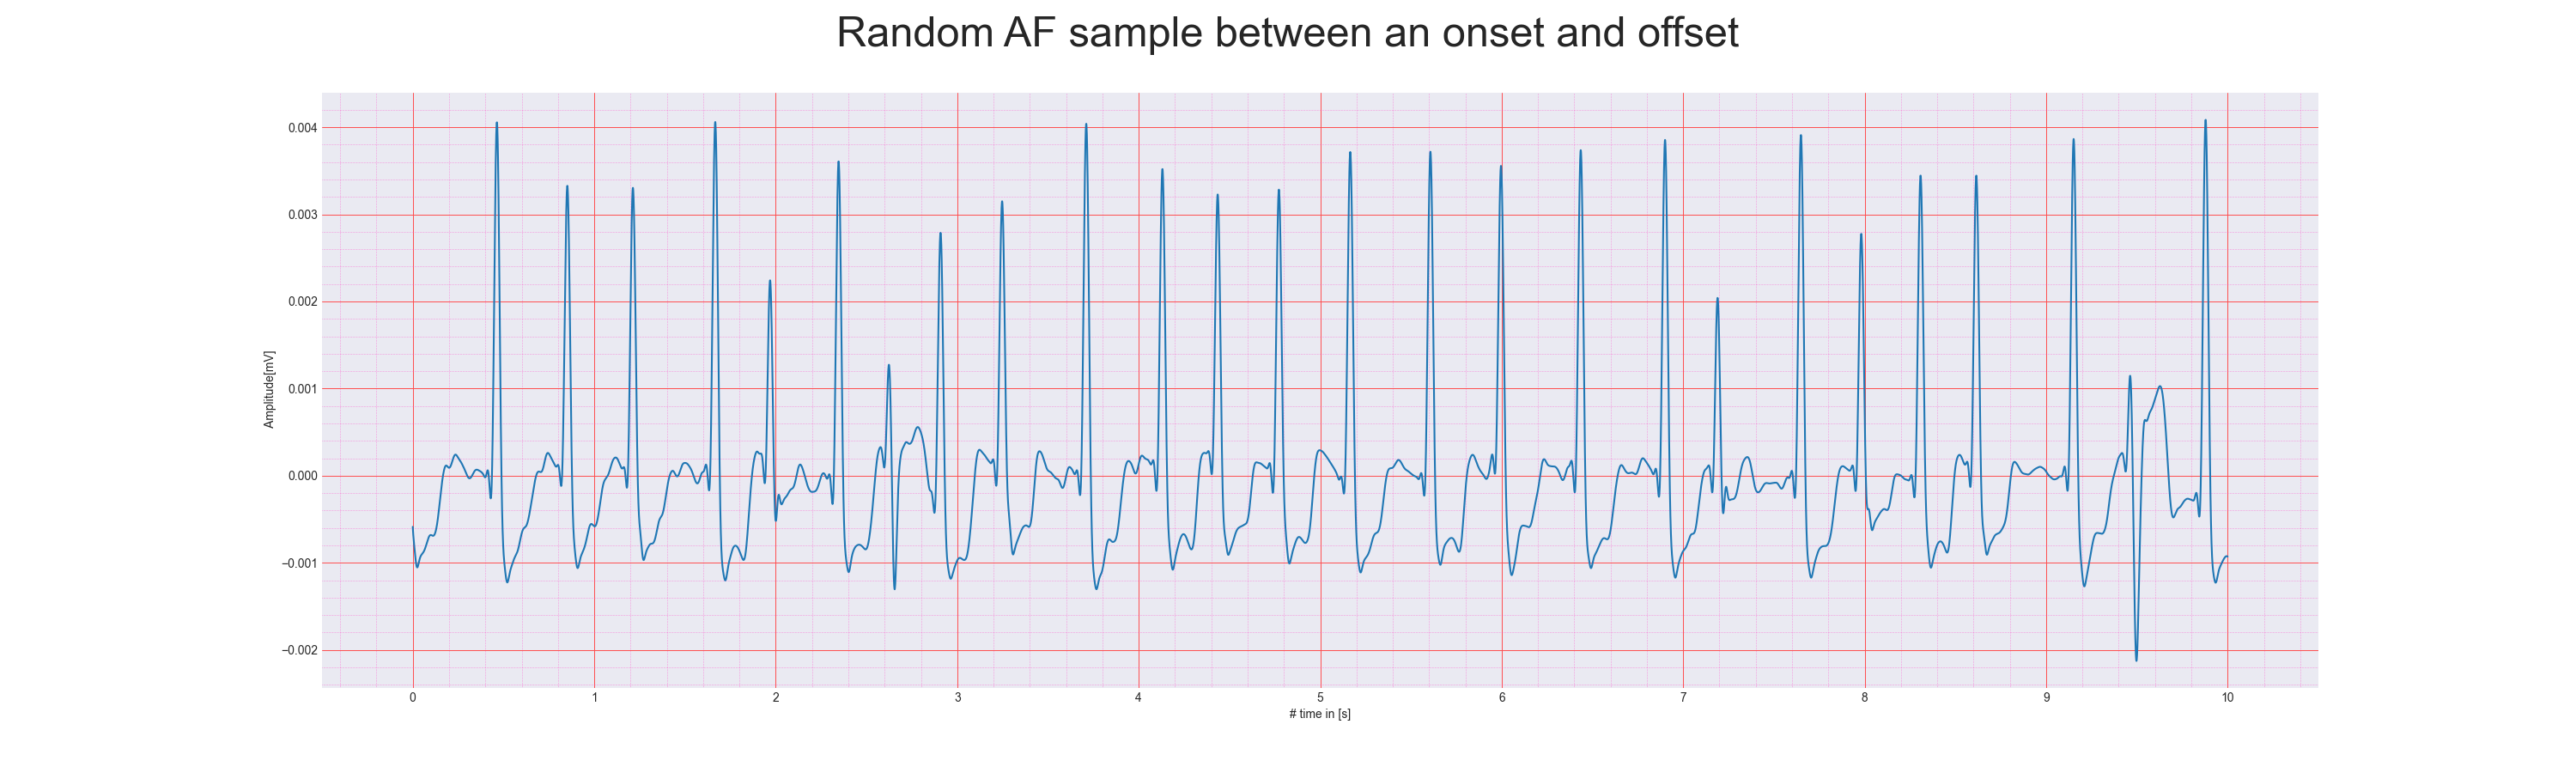 Random AF sample between an onset and offset
0.004
0.003
0.002
0.001
0.000
−0.001
−0.002
Amplitude[mV]
0 1 2 3 4 5 6 7 8 9 10
# time in [s]